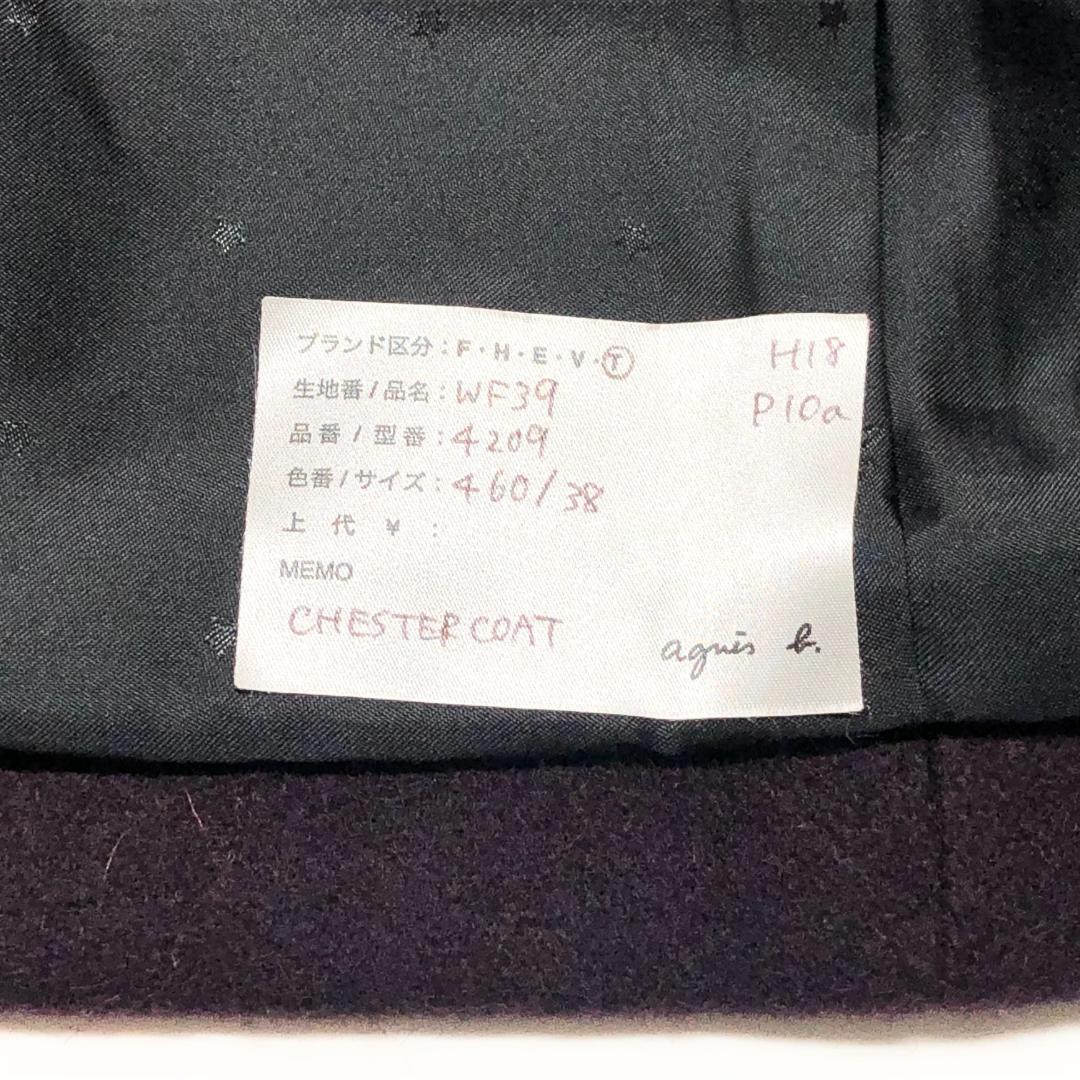 ブランド区分:F・H・E・V・T H18
生地番/品名:WF39 P10a
品番/型番:4209
色番/サイズ:460/38
上代 ¥ :
MEMO
CHESTER COAT
agnès b.